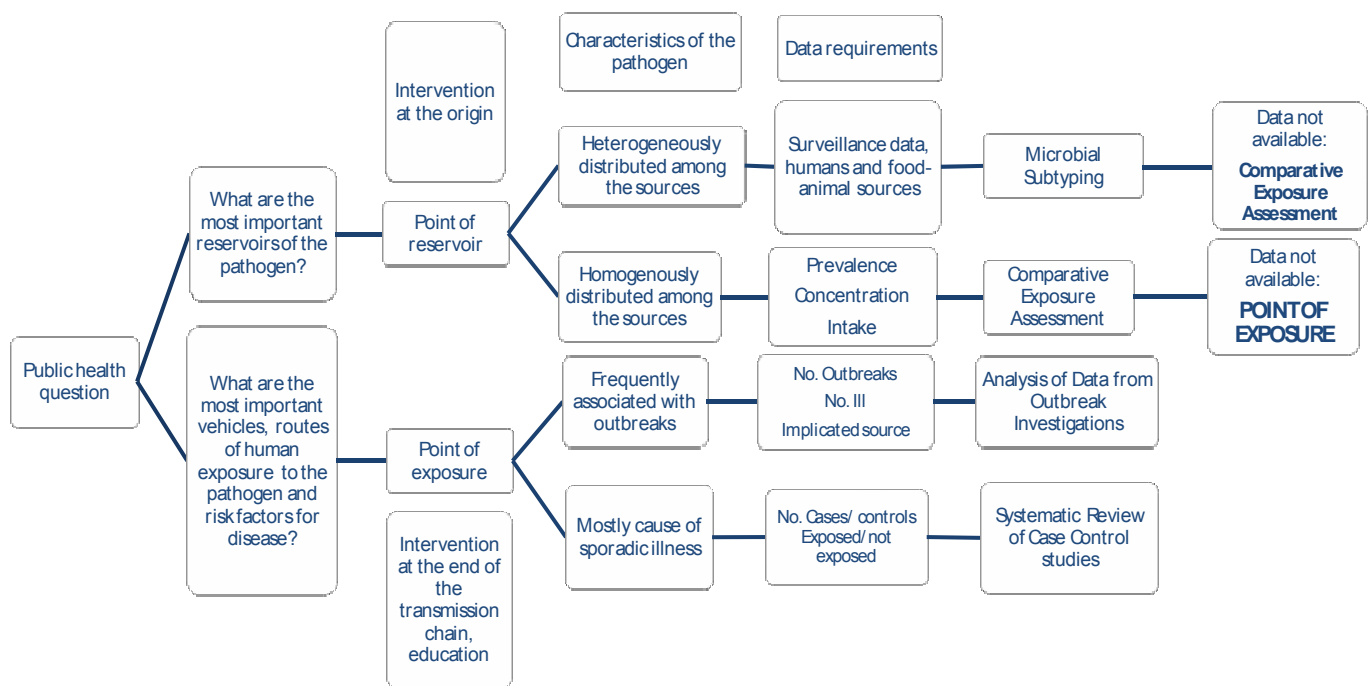 Characteristics of the
pathogen
Data requirements
Intervention
at the origin
Heterogeneously
distributed among
the sources
Surveillance data,
humans and food-
animal sources
Microbial
Subtyping
Data not
available:
Comparative
Exposure
Assessment
What are the
most important
reservoirs of the
pathogen?
Point of
reservoir
Homogenously
distributed among
the sources
Prevalence
Concentration
Intake
Comparative
Exposure
Assessment
Data not
available:
POINT OF
EXPOSURE
Public health
question
What are the
most important
vehicles, routes
of human
exposure to the
pathogen and
risk factors for
disease?
Point of
exposure
Frequently
associated with
outbreaks
No. Outbreaks
No. Ill
Implicated source
Analysis of Data from
Outbreak
Investigations
Mostly cause of
sporadic illness
No. Cases/ controls
Exposed/ not
exposed
Systematic Review
of Case Control
studies
Intervention
at the end of
the
transmission
chain,
education